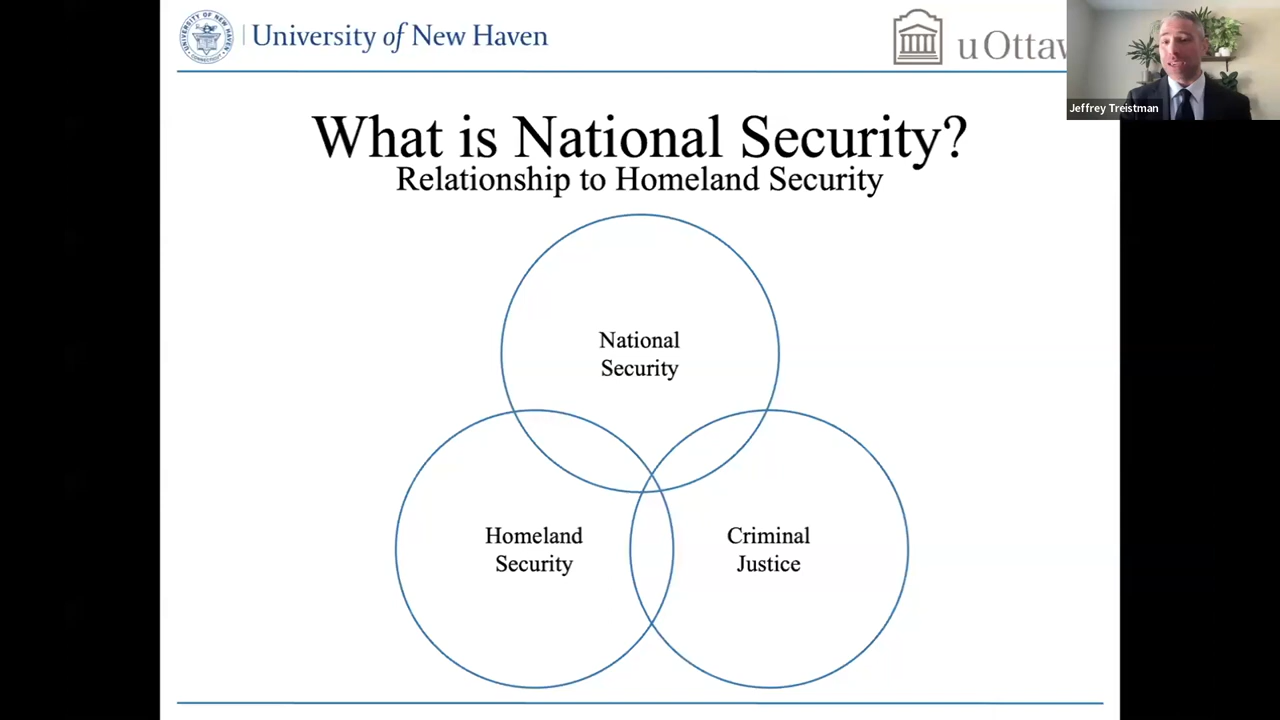 University of New Haven
uOttaw
Jeffrey Treistman
What is National Security?
Relationship to Homeland Security
National
Security
Homeland
Security
Criminal
Justice